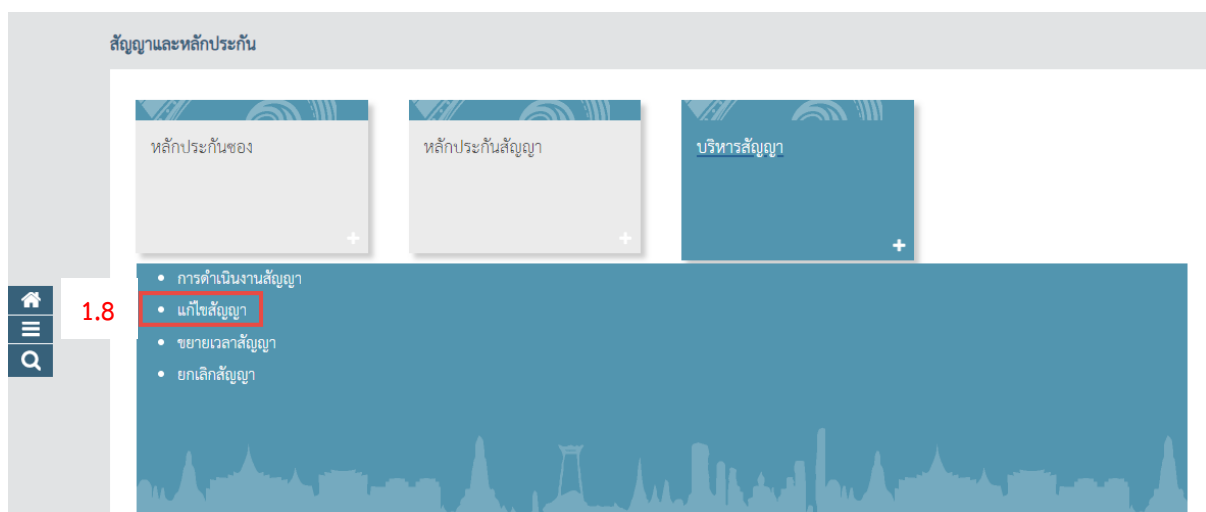 สัญญาและหลักประกัน
หลักประกันซอง
หลักประกันสัญญา
บริหารสัญญา
การดำเนินงานสัญญา
1.8
แก้ไขสัญญา
ขยายเวลาสัญญา
ยกเลิกสัญญา